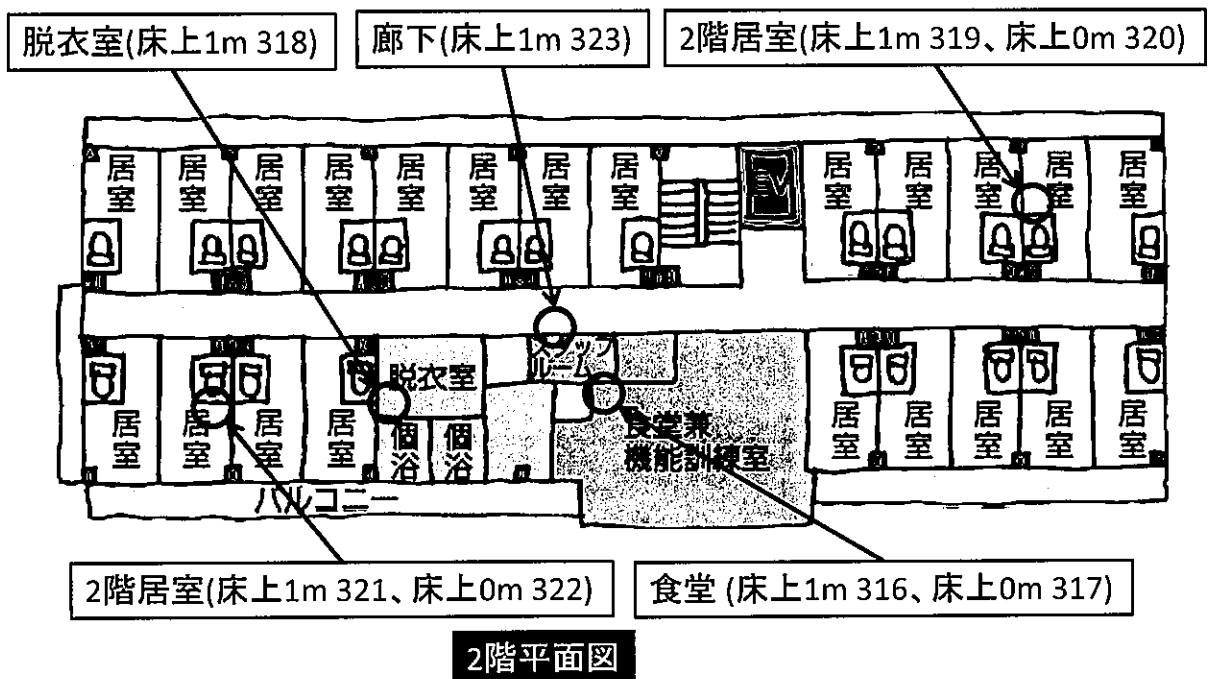 脱衣室(床上1m 318)
廊下(床上1m 323)
2階居室(床上1m 319、床上0m 320)
居室
居室
居室
居室
居室
居室
居室
居室
EV
居室
居室
居室
居室
居室
脱衣室
ルーム
居室
居室
居室
居室
個浴
個浴
食堂兼
機能訓練室
居室
居室
居室
居室
居室
バルコニー
2階居室(床上1m 321、床上0m 322)
食堂 (床上1m 316、床上0m 317)
2階平面図